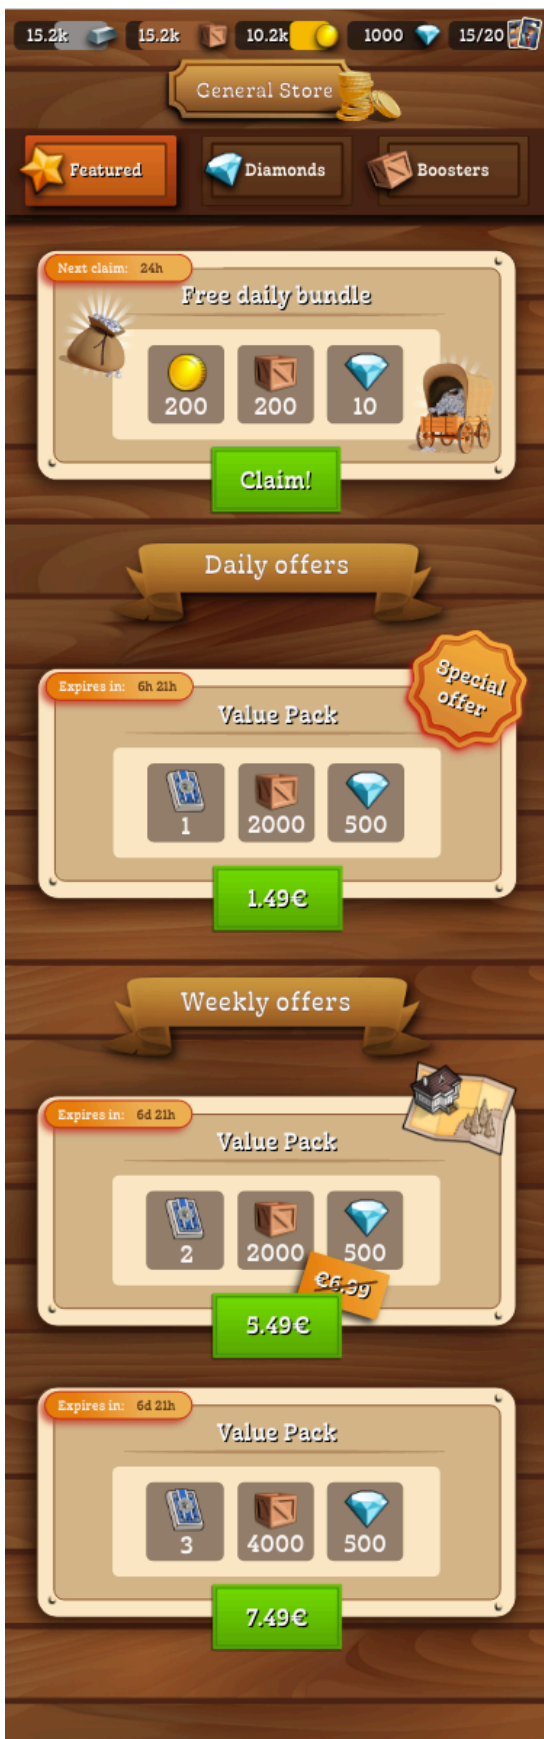 15.2k 15.2k 10.2k 1000 15/20
General Store
Featured Diamonds Boosters
Next claim: 24h
Free daily bundle
200 200 10
Claim!
Daily offers
Special
offer
Expires in: 6h 21h
Value Pack
1 2000 500
1.49€
Weekly offers
Expires in: 6d 21h
Value Pack
2 2000 500
€6.99
5.49€
Expires in: 6d 21h
Value Pack
3 4000 500
7.49€